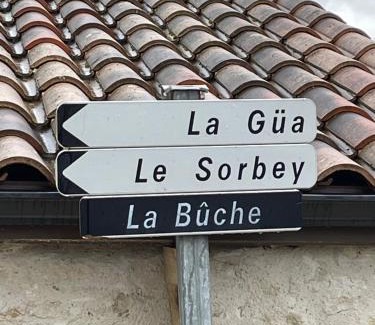 La Güa
Le Sorbey
La Bûche